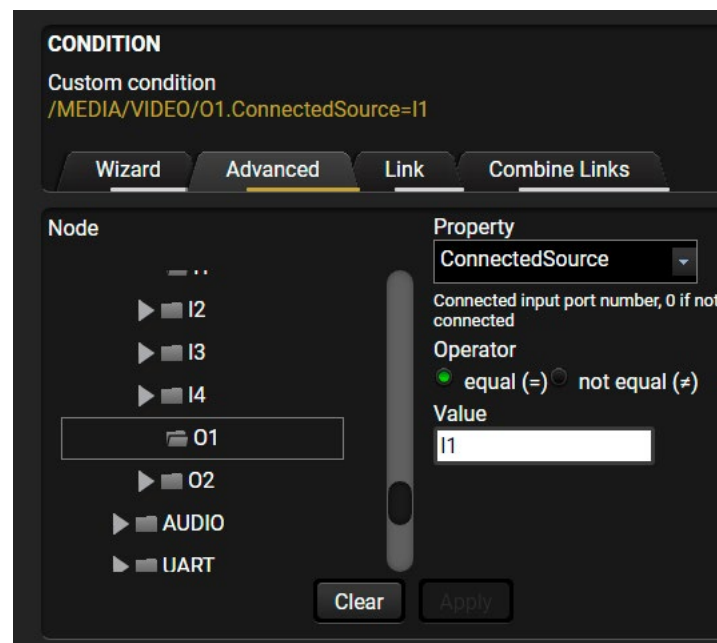 CONDITION
Custom condition
/MEDIA/VIDEO/O1.ConnectedSource=I1
Wizard
Advanced
Link
Combine Links
Node
I2
I3
I4
O1
O2
AUDIO
UART
Property
ConnectedSource
Connected input port number, 0 if not
connected
Operator
equal (=)
not equal (≠)
Value
I1
Clear
Apply